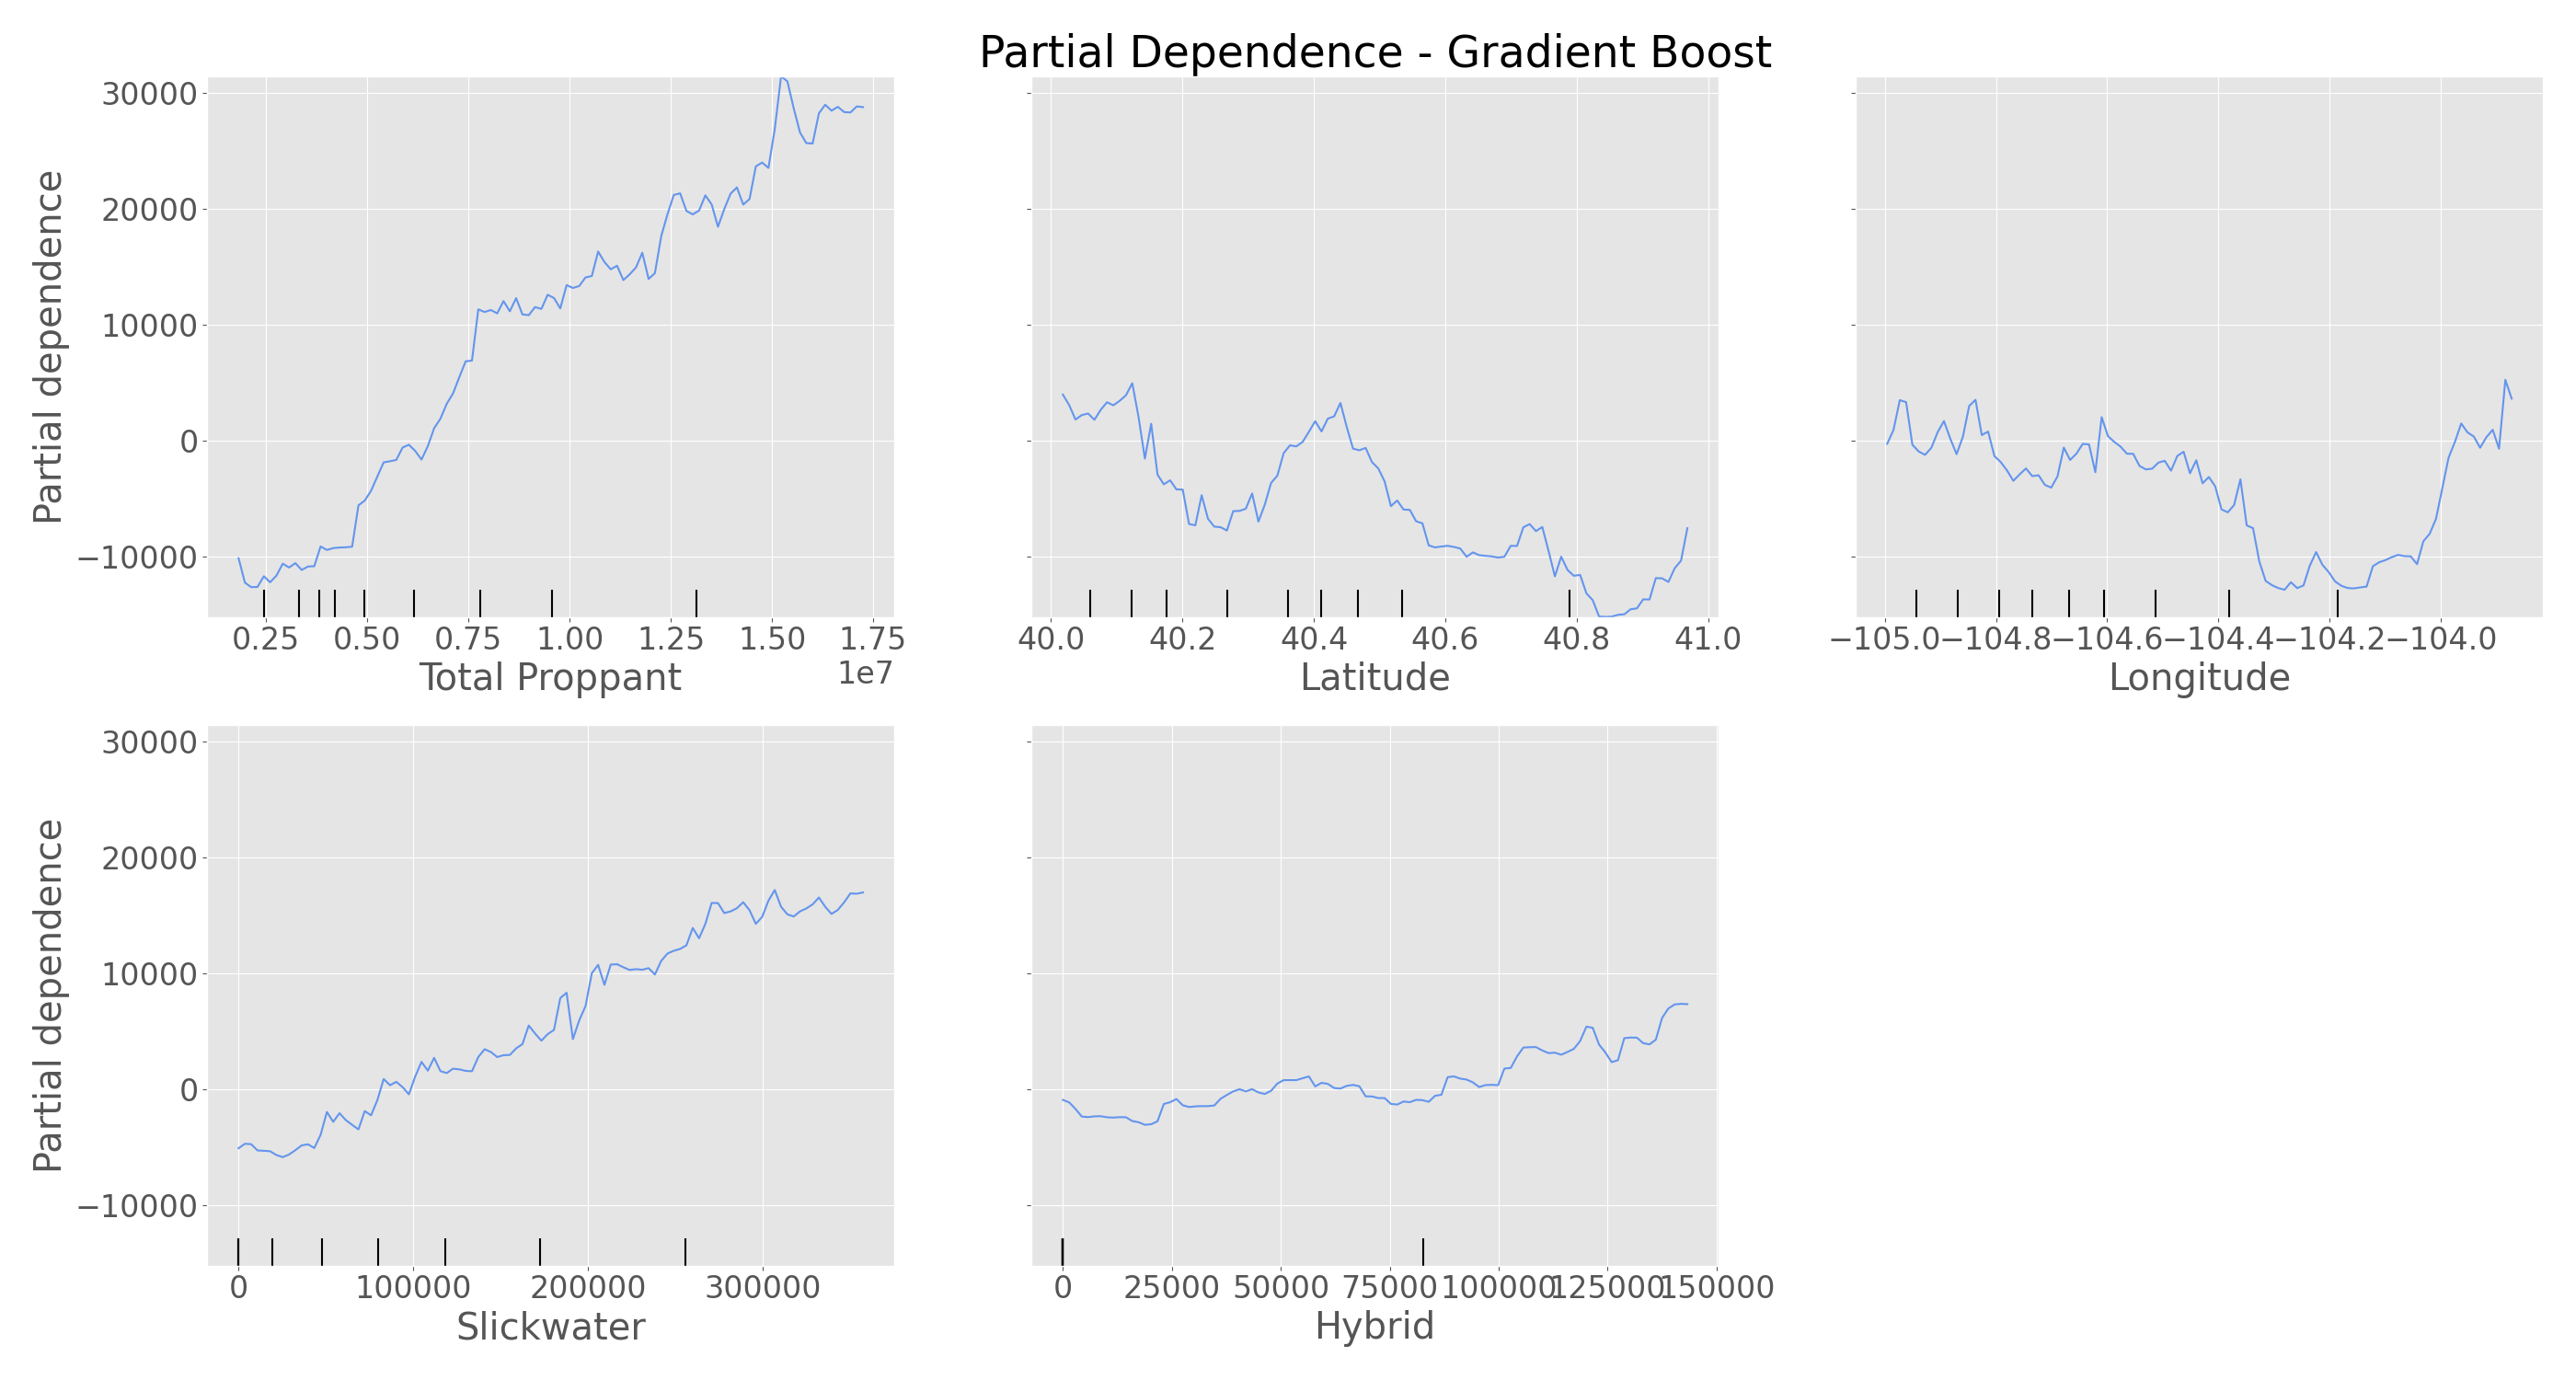 Partial Dependence - Gradient Boost
Partial dependence
30000
20000
10000
0
−10000
0.25 0.50 0.75 1.00 1.25 1.50 1.75
1e7
Total Proppant
40.0 40.2 40.4 40.6 40.8 41.0
Latitude
−105.0 −104.8 −104.6 −104.4 −104.2 −104.0
Longitude
Partial dependence
30000
20000
10000
0
−10000
0 100000 200000 300000
Slickwater
0 25000 50000 75000 100000 125000 150000
Hybrid